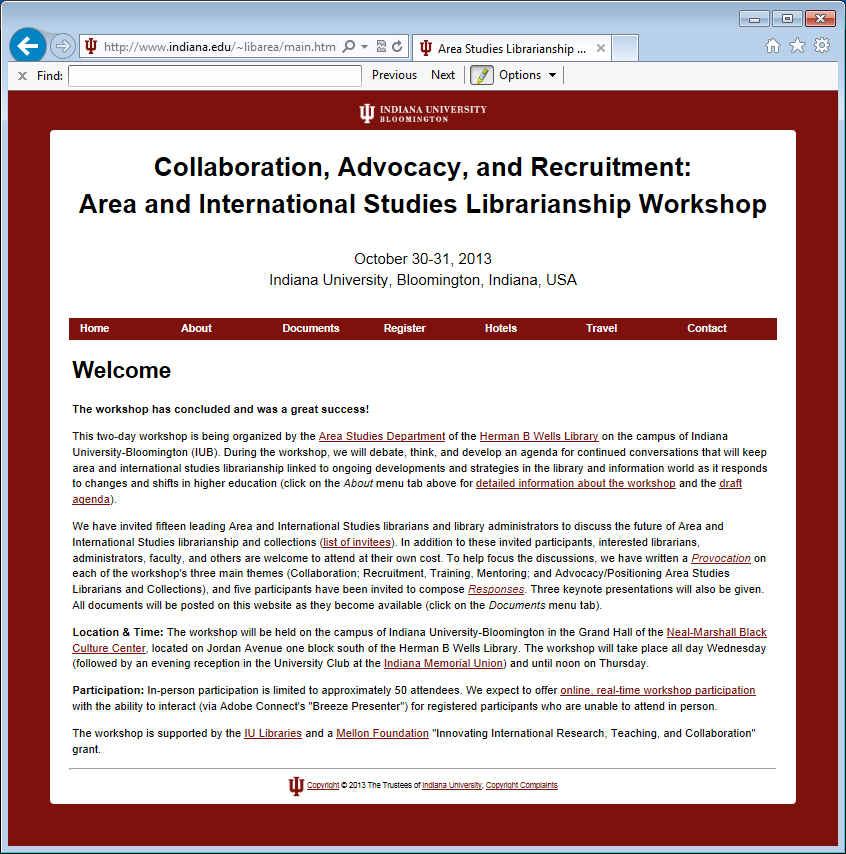 http://www.indiana.edu/~libarea/main.htm
Area Studies Librarianship ...
Find:
Previous Next Options
INDIANA UNIVERSITY
BLOOMINGTON
Collaboration, Advocacy, and Recruitment:
Area and International Studies Librarianship Workshop
October 30-31, 2013
Indiana University, Bloomington, Indiana, USA
Home About Documents Register Hotels Travel Contact
Welcome
The workshop has concluded and was a great success!
This two-day workshop is being organized by the Area Studies Department of the Herman B Wells Library on the campus of Indiana
University-Bloomington (IUB). During the workshop, we will debate, think, and develop an agenda for continued conversations that will keep
area and international studies librarianship linked to ongoing developments and strategies in the library and information world as it responds
to changes and shifts in higher education (click on the About menu tab above for detailed information about the workshop and the draft
agenda).
We have invited fifteen leading Area and International Studies librarians and library administrators to discuss the future of Area and
International Studies librarianship and collections (list of invitees). In addition to these invited participants, interested librarians,
administrators, faculty, and others are welcome to attend at their own cost. To help focus the discussions, we have written a Provocation on
each of the workshop's three main themes (Collaboration; Recruitment, Training, Mentoring; and Advocacy/Positioning Area Studies
Librarians and Collections), and five participants have been invited to compose Responses. Three keynote presentations will also be given.
All documents will be posted on this website as they become available (click on the Documents menu tab).
Location & Time: The workshop will be held on the campus of Indiana University-Bloomington in the Grand Hall of the Neal-Marshall Black
Culture Center, located on Jordan Avenue one block south of the Herman B Wells Library. The workshop will take place all day Wednesday
(followed by an evening reception in the University Club at the Indiana Memorial Union) and until noon on Thursday.
Participation: In-person participation is limited to approximately 50 attendees. We expect to offer online, real-time workshop participation
with the ability to interact (via Adobe Connect's "Breeze Presenter") for registered participants who are unable to attend in person.
The workshop is supported by the IU Libraries and a Mellon Foundation "Innovating International Research, Teaching, and Collaboration"
grant.
Copyright © 2013 The Trustees of Indiana University, Copyright Complaints